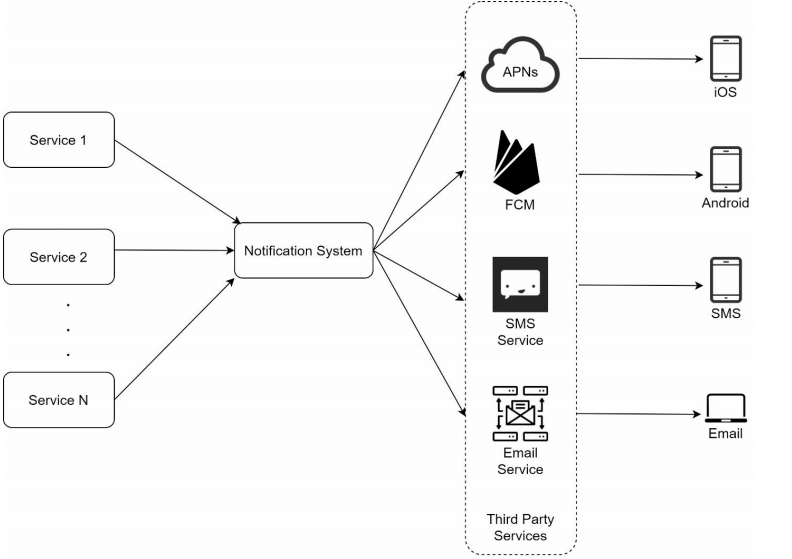 Service 1
Service 2
.
.
.
Service N
Notification System
APNs
FCM
SMS
Service
Email
Service
Third Party
Services
iOS
Android
SMS
Email